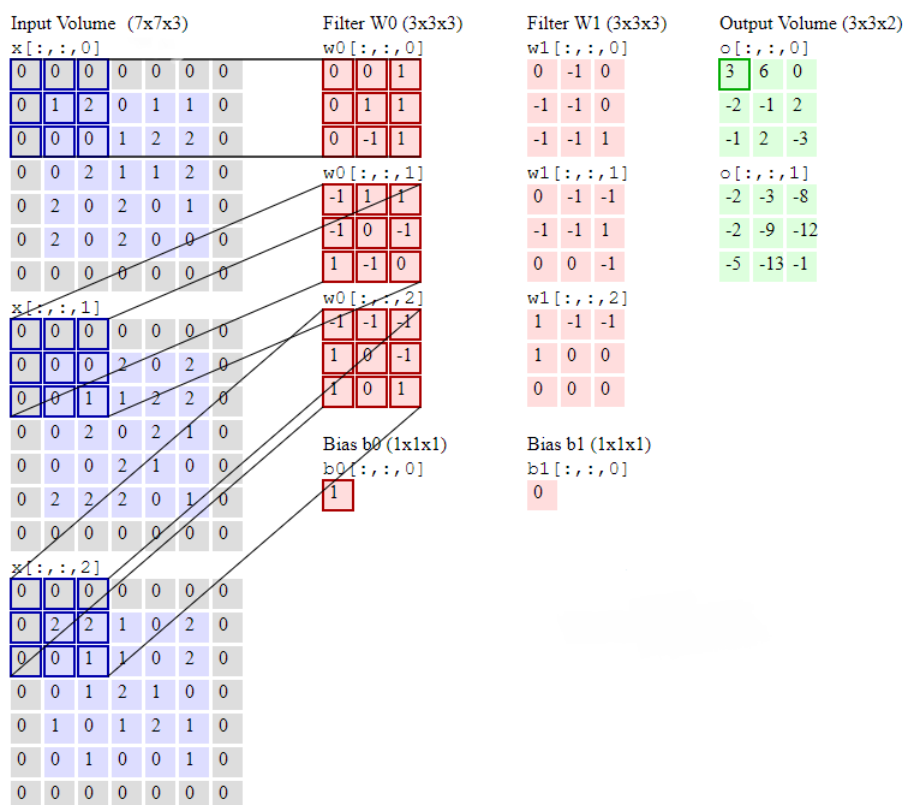 Input Volume (7x7x3) Filter W0 (3x3x3) Filter W1 (3x3x3) Output Volume (3x3x2)
x[:,:,0] w0[:,:,0] w1[:,:,0] o[:,:,0]
0 0 0 0 0 0 0 0 0 1 0 -1 0 3 6 0
0 1 2 0 1 1 0 0 1 1 -1 -1 0 -2 -1 2
0 0 0 1 2 2 0 0 -1 1 -1 -1 1 -1 2 -3
0 0 2 1 1 2 0 w0[:,:,1] w1[:,:,1] o[:,:,1]
0 2 0 2 0 1 0 -1 1 1 0 -1 -1 -2 -3 -8
0 2 0 2 0 0 0 -1 0 -1 -1 -1 1 -2 -9 -12
0 0 0 0 0 0 0 1 -1 0 0 0 -1 -5 -13 -1
x[:,:,1] w0[:,:,2] w1[:,:,2]
0 0 0 0 0 0 0 -1 -1 -1 1 -1 -1
0 0 0 2 0 2 0 1 0 -1 1 0 0
0 0 1 1 2 2 0 1 0 1 0 0 0
0 0 2 0 2 1 0 Bias b0 (1x1x1) Bias b1 (1x1x1)
0 0 0 2 1 0 0 b0[:,:,0] b1[:,:,0]
0 2 2 2 0 1 0 1 0
0 0 0 0 0 0 0
x[:,:,2]
0 0 0 0 0 0 0
0 2 2 1 0 2 0
0 0 1 1 0 2 0
0 0 1 2 1 0 0
0 1 0 1 2 1 0
0 0 1 0 0 1 0
0 0 0 0 0 0 0